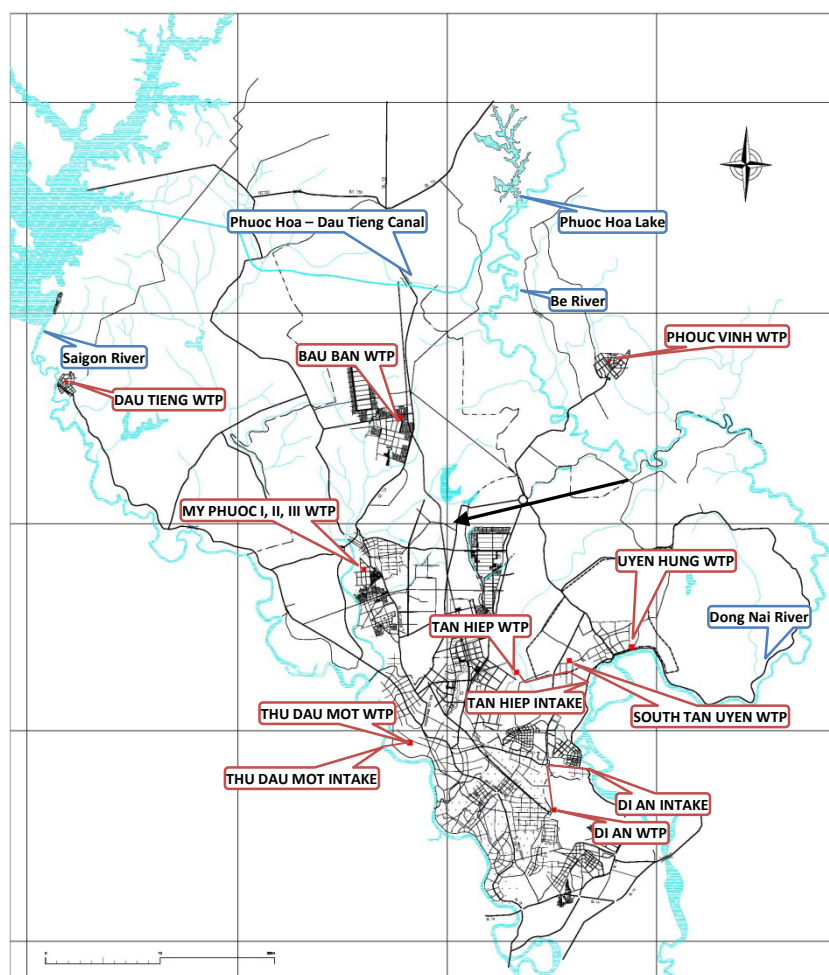 Phuoc Hoa – Dau Tieng Canal
Phuoc Hoa Lake
Be River
Saigon River
BAU BAN WTP
PHOUC VINH WTP
DAU TIENG WTP
MY PHUOC I, II, III WTP
UYEN HUNG WTP
TAN HIEP WTP
Dong Nai River
TAN HIEP INTAKE
THU DAU MOT WTP
SOUTH TAN UYEN WTP
THU DAU MOT INTAKE
DI AN INTAKE
DI AN WTP